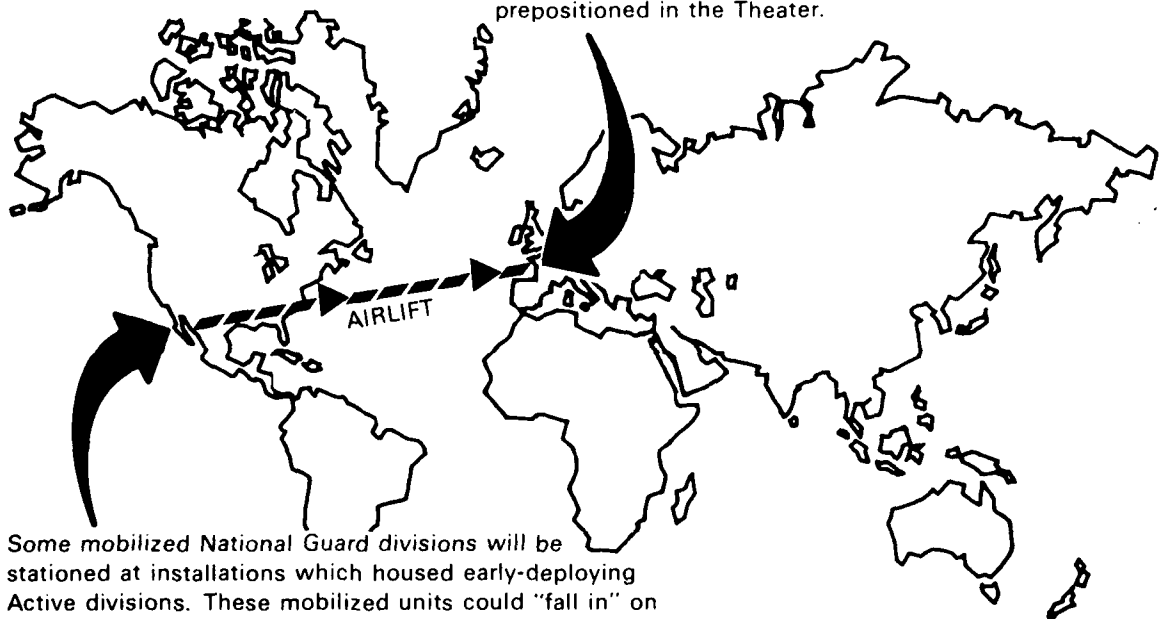 prepositioned in the Theater.
AIRLIFT
Some mobilized National Guard divisions will be
stationed at installations which housed early-deploying
Active divisions. These mobilized units could "fall in" on